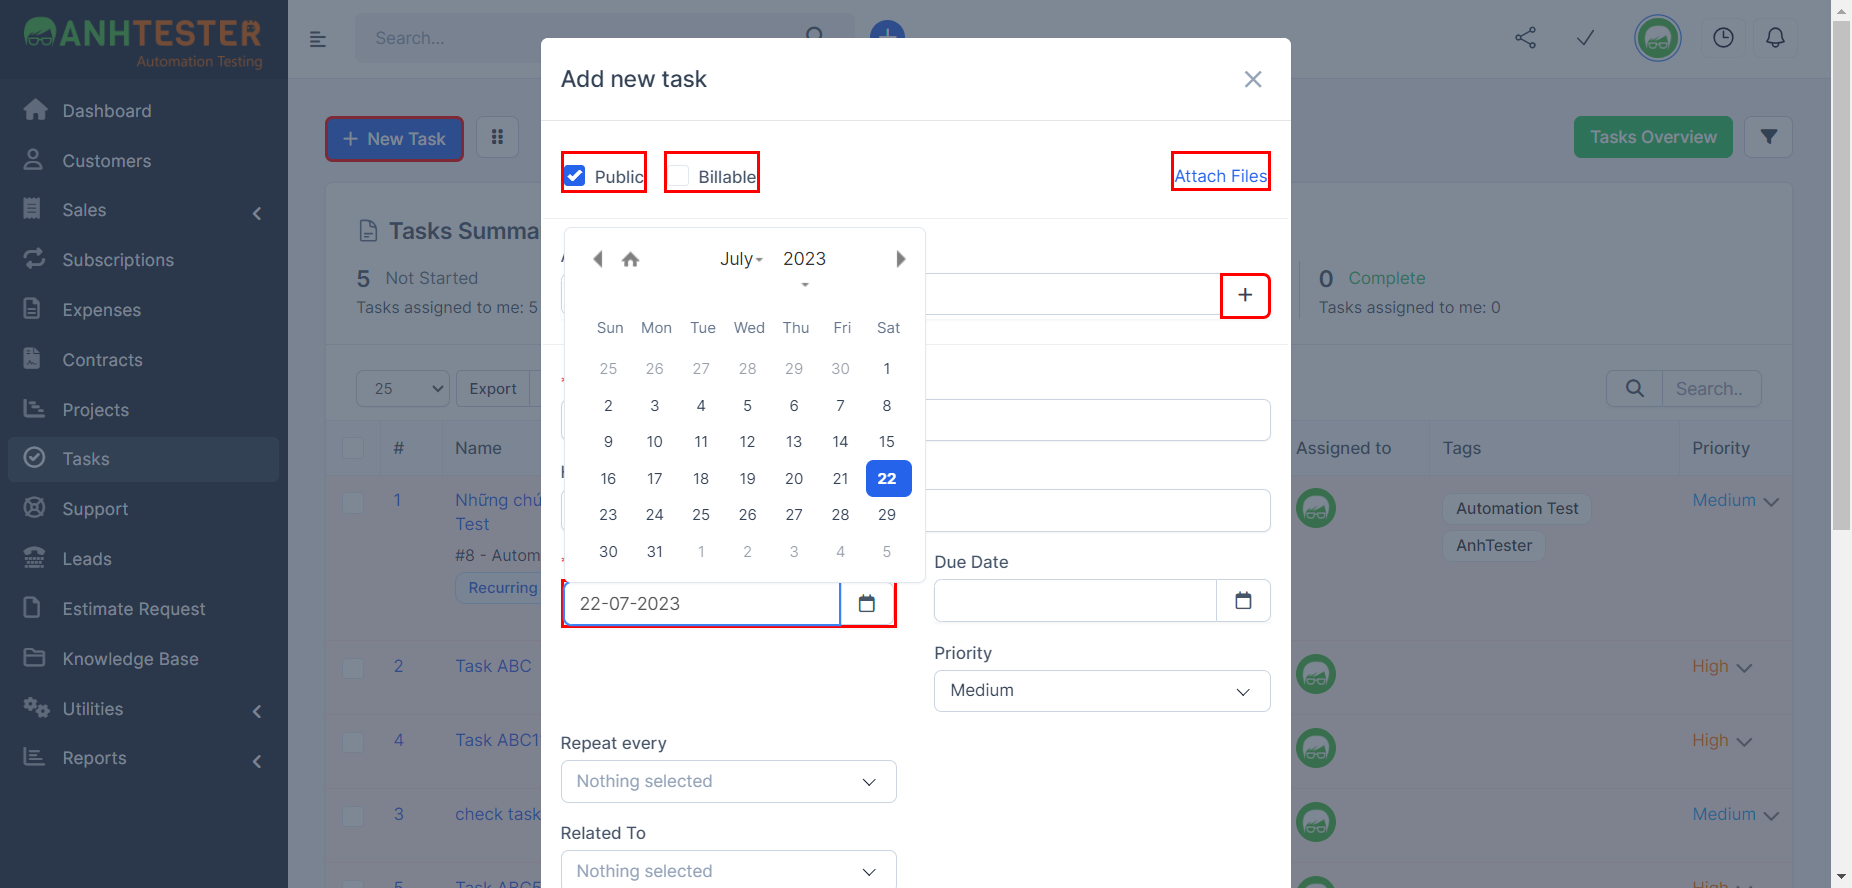 ANHTESTER
Automation Testing
Dashboard
Customers
Sales
Subscriptions
Expenses
Contracts
Projects
Tasks
Support
Leads
Estimate Request
Knowledge Base
Utilities
Reports
Search...
New Task
Tasks Overview
Tasks Summa
5 Not Started
Tasks assigned to me: 5
0 Complete
Tasks assigned to me: 0
25
Export
Search..
# Name
Assigned to
Tags
Priority
1
Những chú
Test
#8 - Autom
Recurring
Automation Test
AnhTester
Medium
2
Task ABC
High
4
Task ABC1
High
3
check task
Medium
5
Task ABC5
High
Add new task
Public
Billable
Attach Files
July 2023
Sun Mon Tue Wed Thu Fri Sat
25 26 27 28 29 30 1
2 3 4 5 6 7 8
9 10 11 12 13 14 15
16 17 18 19 20 21 22
23 24 25 26 27 28 29
30 31 1 2 3 4 5
22-07-2023
Due Date
Priority
Medium
Repeat every
Nothing selected
Related To
Nothing selected